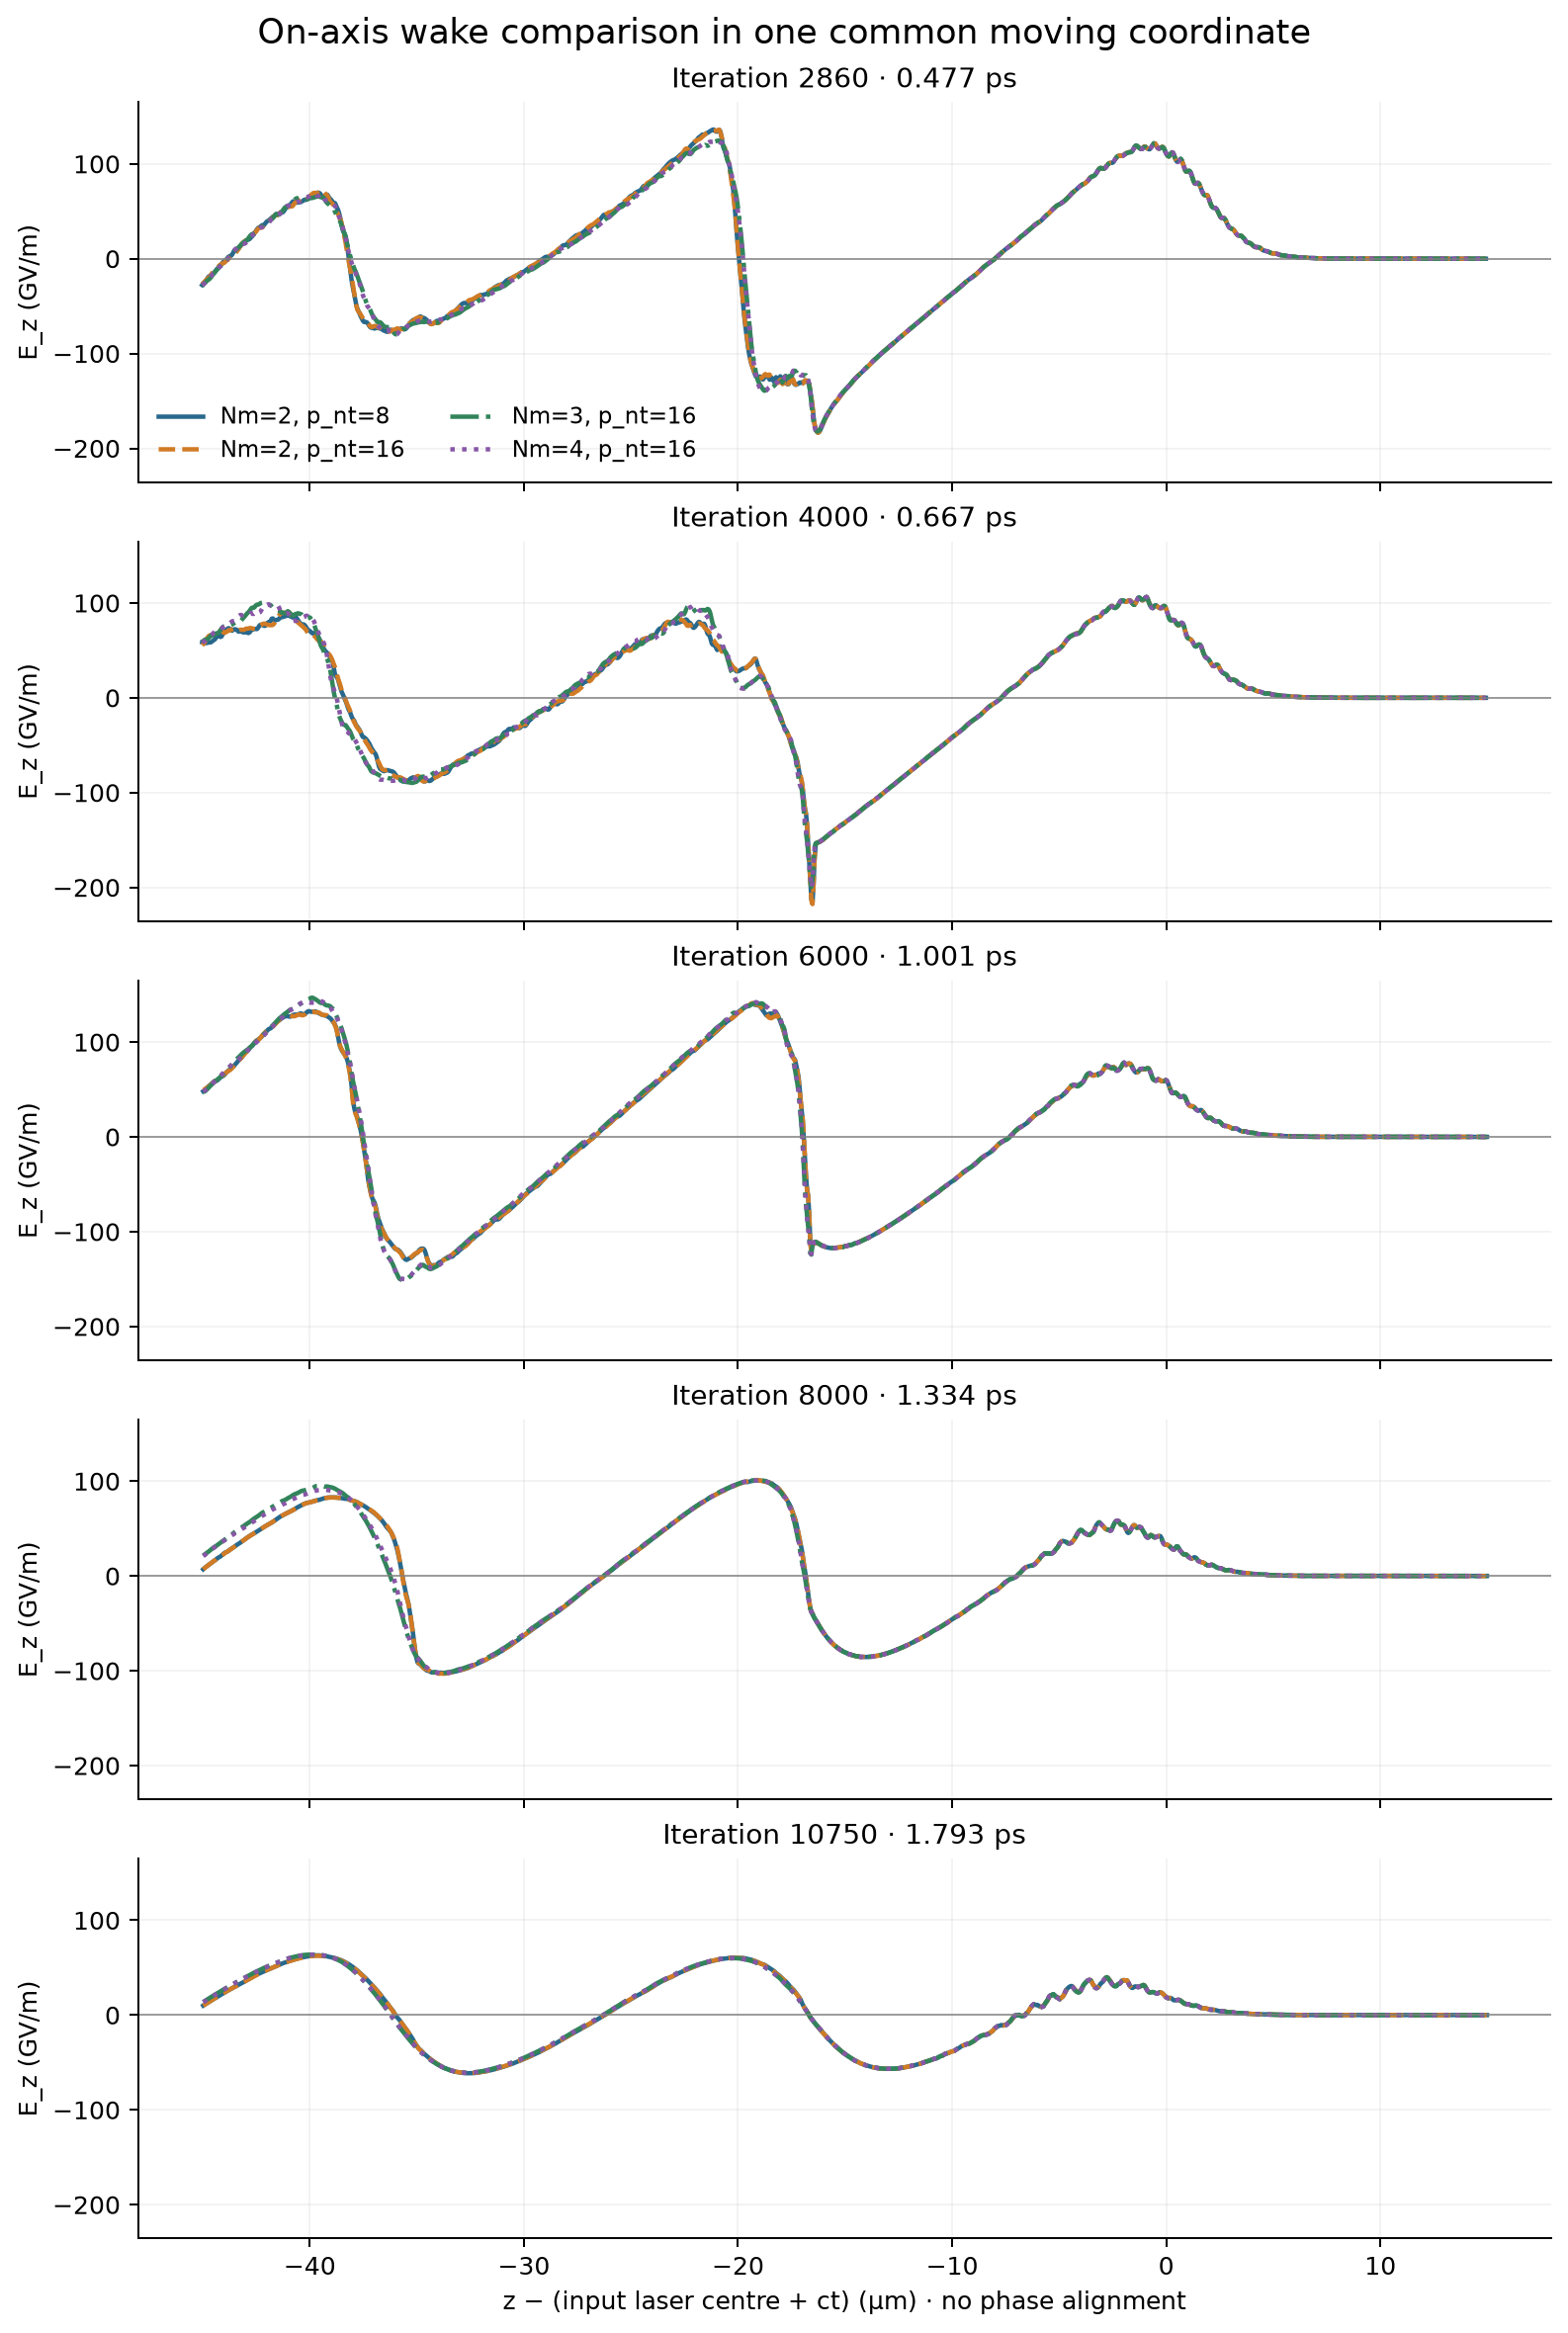 On-axis wake comparison in one common moving coordinate
Iteration 2860 · 0.477 ps
E_z (GV/m)
100
0
−100
−200
Nm=2, p_nt=8
Nm=2, p_nt=16
Nm=3, p_nt=16
Nm=4, p_nt=16
Iteration 4000 · 0.667 ps
E_z (GV/m)
100
0
−100
−200
Iteration 6000 · 1.001 ps
E_z (GV/m)
100
0
−100
−200
Iteration 8000 · 1.334 ps
E_z (GV/m)
100
0
−100
−200
Iteration 10750 · 1.793 ps
E_z (GV/m)
100
0
−100
−200
−40 −30 −20 −10 0 10
z − (input laser centre + ct) (μm) · no phase alignment